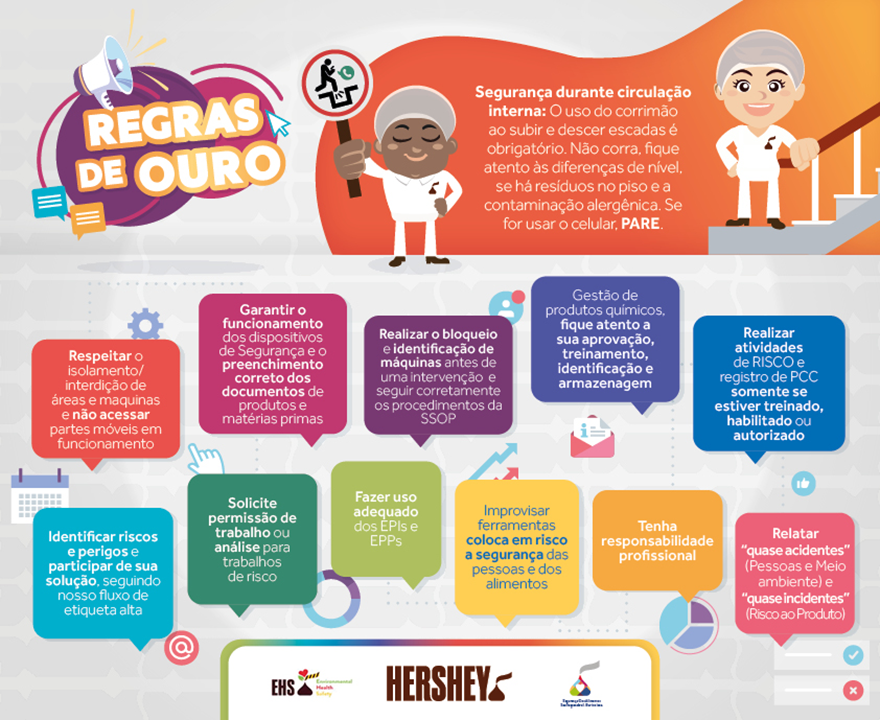 REGRAS
DE OURO
Segurança durante circulação
interna: O uso do corrimão
ao subir e descer escadas é
obrigatório. Não corra, fique
atento às diferenças de nível,
se há resíduos no piso e a
contaminação alergênica. Se
for usar o celular, PARE.
Respeitar o
isolamento/
interdição de
áreas e maquinas
e não acessar
partes móveis em
funcionamento
Garantir o
funcionamento
dos dispositivos
de Segurança e o
preenchimento
correto dos
documentos de
produtos e
matérias primas
Realizar o bloqueio
e identificação de
máquinas antes de
uma intervenção e
seguir corretamente
os procedimentos da
SSOP
Gestão de
produtos químicos,
fique atento a
sua aprovação,
treinamento,
identificação e
armazenagem
Realizar
atividades
de RISCO e
registro de PCC
somente se
estiver treinado,
habilitado ou
autorizado
Identificar riscos
e perigos e
participar de sua
solução, seguindo
nosso fluxo de
etiqueta alta
Solicite
permissão de
trabalho ou
análise para
trabalhos
de risco
Fazer uso
adequado
dos EPIs e
EPPs
Improvisar
ferramentas
coloca em risco
a segurança das
pessoas e dos
alimentos
Tenha
responsabilidade
profissional
Relatar
“quase acidentes”
(Pessoas e Meio
ambiente) e
“quase incidentes”
(Risco ao Produto)
@
EHS
Environmental
Health
Safety
HERSHEY